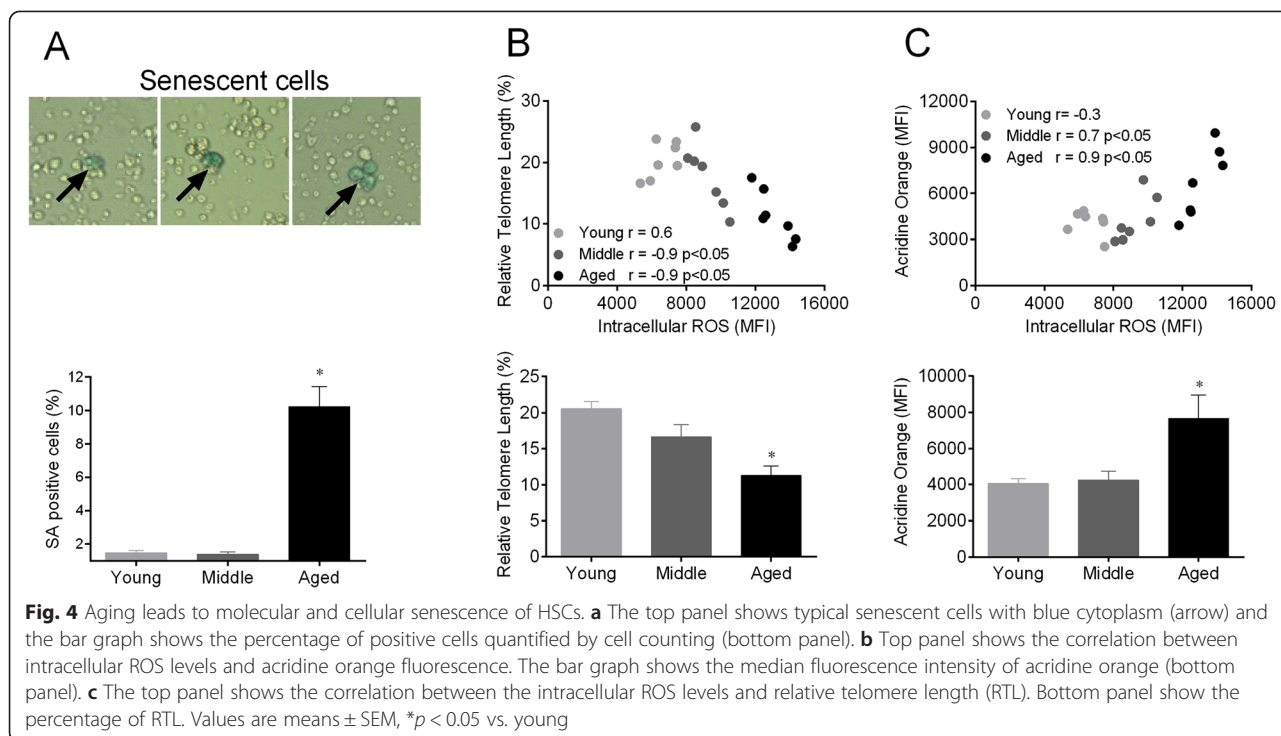 A
Senescent cells
SA positive cells (%)
12
10
8
6
4
2
*
Young Middle Aged
B
Relative Telomere Length (%)
30
20
10
0
Young r = 0.6
Middle r = -0.9 p<0.05
Aged r = -0.9 p<0.05
0 4000 8000 12000 16000
Intracellular ROS (MFI)
Relative Telomere Length (%)
25
20
15
10
5
0
*
Young Middle Aged
C
Acridine Orange (MFI)
12000
9000
6000
3000
0
Young r= -0.3
Middle r = 0.7 p<0.05
Aged r = 0.9 p<0.05
0 4000 8000 12000 16000
Intracellular ROS (MFI)
Acridine Orange (MFI)
10000
8000
6000
4000
2000
0
*
Young Middle Aged
Fig. 4 Aging leads to molecular and cellular senescence of HSCs. a The top panel shows typical senescent cells with blue cytoplasm (arrow) and
the bar graph shows the percentage of positive cells quantified by cell counting (bottom panel). b Top panel shows the correlation between
intracellular ROS levels and acridine orange fluorescence. The bar graph shows the median fluorescence intensity of acridine orange (bottom
panel). c The top panel shows the correlation between the intracellular ROS levels and relative telomere length (RTL). Bottom panel show the
percentage of RTL. Values are means ± SEM, *p < 0.05 vs. young